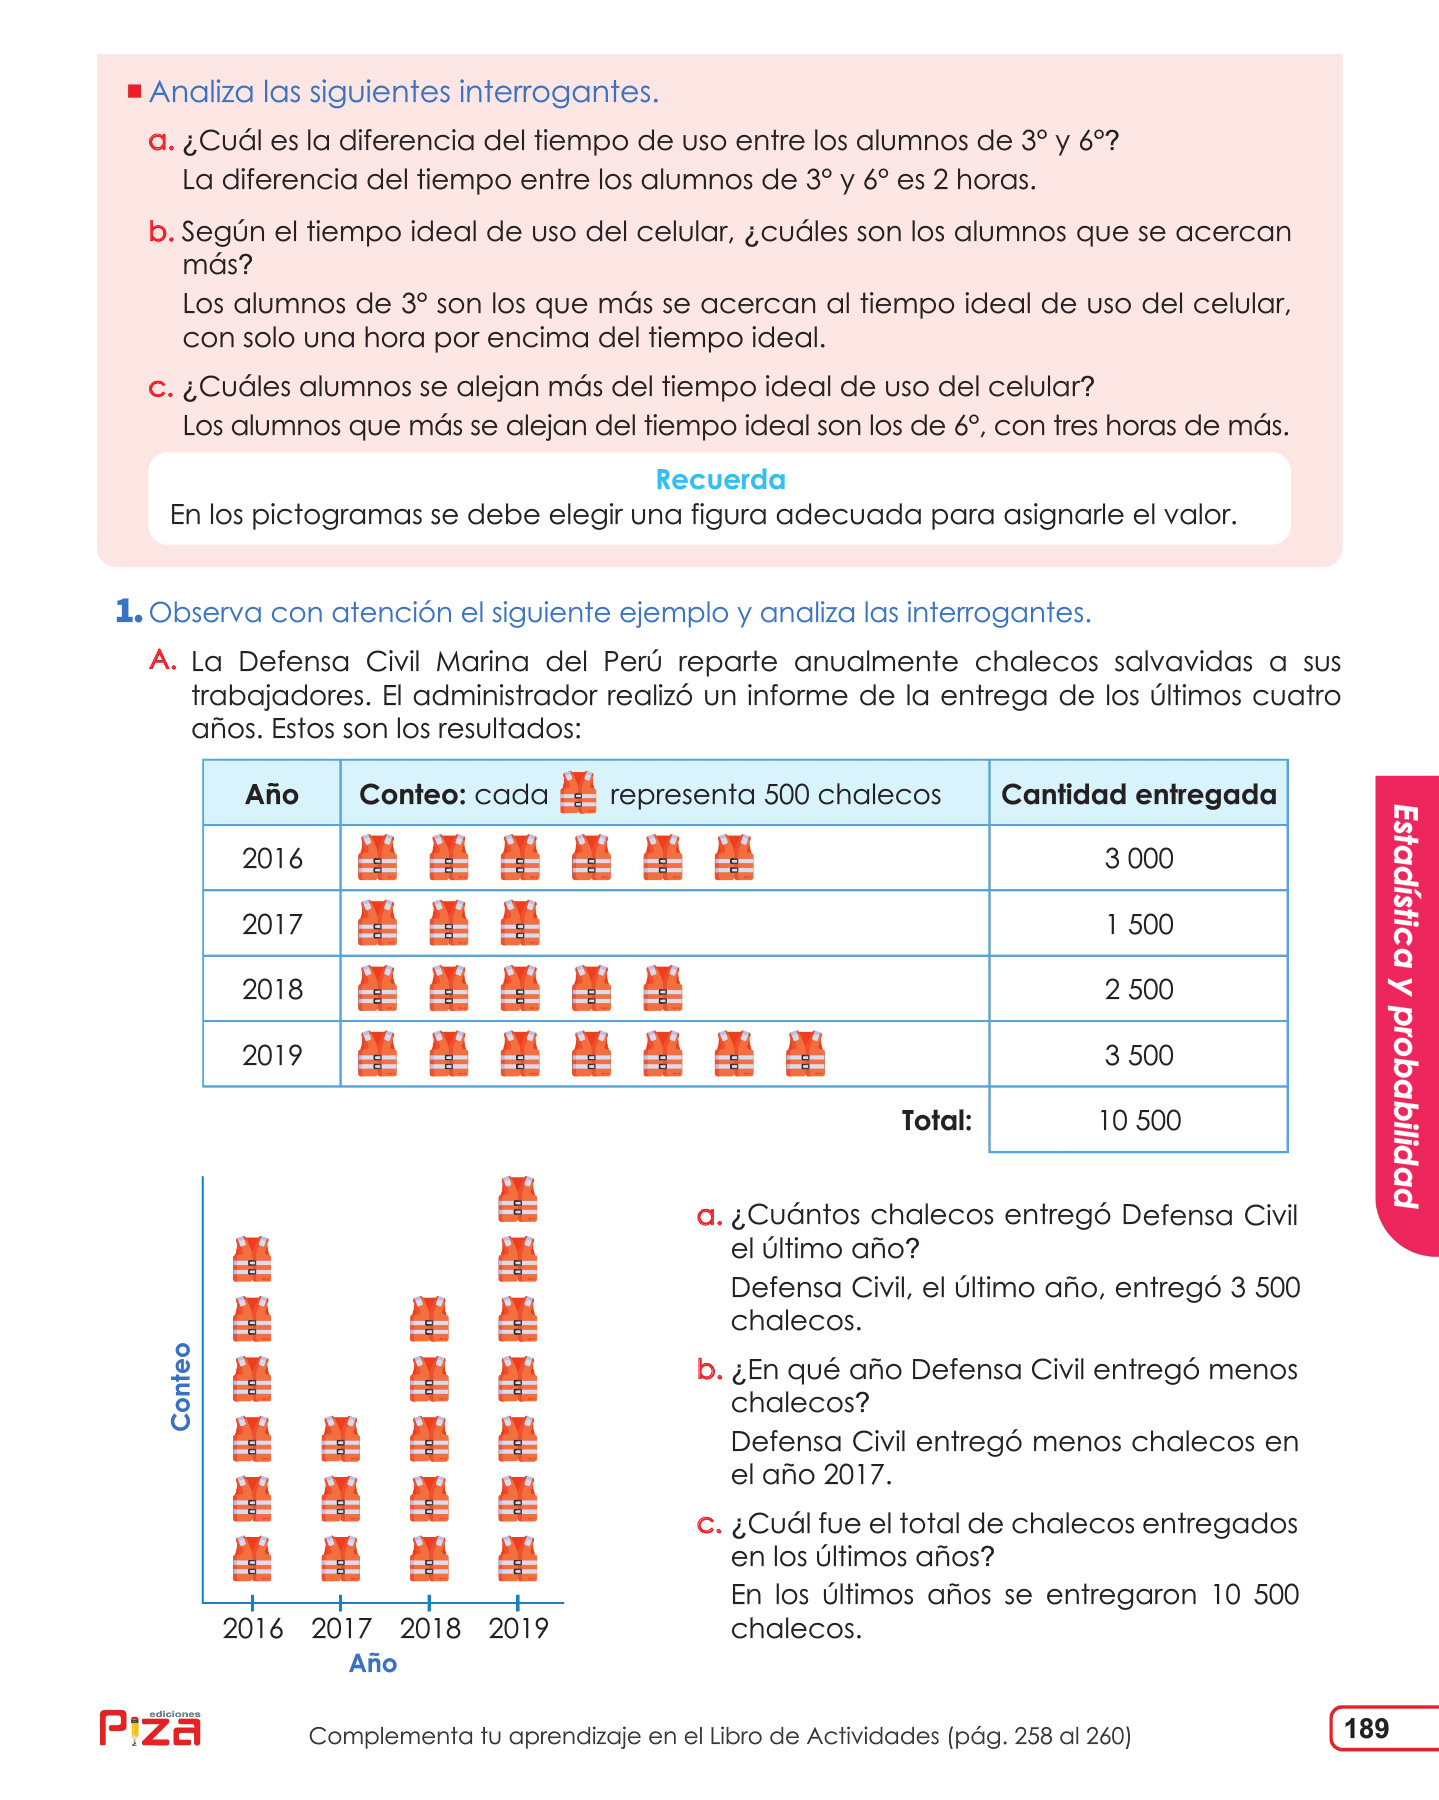 Analiza las siguientes interrogantes.
a. ¿Cuál es la diferencia del tiempo de uso entre los alumnos de 3° y 6°?
La diferencia del tiempo entre los alumnos de 3° y 6° es 2 horas.
b. Según el tiempo ideal de uso del celular, ¿cuáles son los alumnos que se acercan
más?
Los alumnos de 3° son los que más se acercan al tiempo ideal de uso del celular,
con solo una hora por encima del tiempo ideal.
c. ¿Cuáles alumnos se alejan más del tiempo ideal de uso del celular?
Los alumnos que más se alejan del tiempo ideal son los de 6°, con tres horas de más.
Recuerda
En los pictogramas se debe elegir una figura adecuada para asignarle el valor.
1. Observa con atención el siguiente ejemplo y analiza las interrogantes.
A. La Defensa Civil Marina del Perú reparte anualmente chalecos salvavidas a sus
trabajadores. El administrador realizó un informe de la entrega de los últimos cuatro
años. Estos son los resultados:
Año Conteo: cada representa 500 chalecos Cantidad entregada
2016 3 000
2017 1 500
2018 2 500
2019 3 500
Total: 10 500
Conteo
2016 2017 2018 2019
Año
a. ¿Cuántos chalecos entregó Defensa Civil
el último año?
Defensa Civil, el último año, entregó 3 500
chalecos.
b. ¿En qué año Defensa Civil entregó menos
chalecos?
Defensa Civil entregó menos chalecos en
el año 2017.
c. ¿Cuál fue el total de chalecos entregados
en los últimos años?
En los últimos años se entregaron 10 500
chalecos.
Estadística y probabilidad
ediciones
Piza
Complementa tu aprendizaje en el Libro de Actividades (pág. 258 al 260)
189